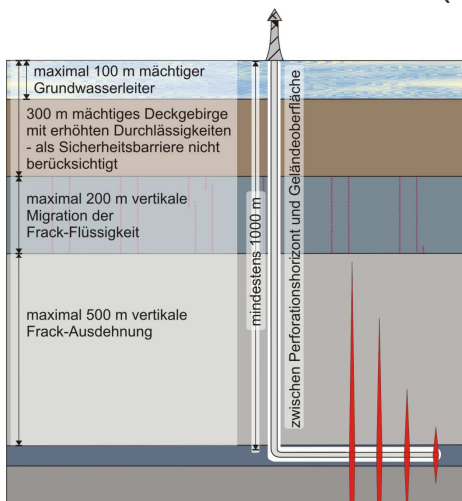 maximal 100 m mächtiger
Grundwasserleiter
300 m mächtiges Deckgebirge
mit erhöhten Durchlässigkeiten
- als Sicherheitsbarriere nicht
berücksichtigt
maximal 200 m vertikale
Migration der
Frack-Flüssigkeit
maximal 500 m vertikale
Frack-Ausdehnung
mindestens 1000 m
zwischen Perforationshorizont und Geländeoberfläche